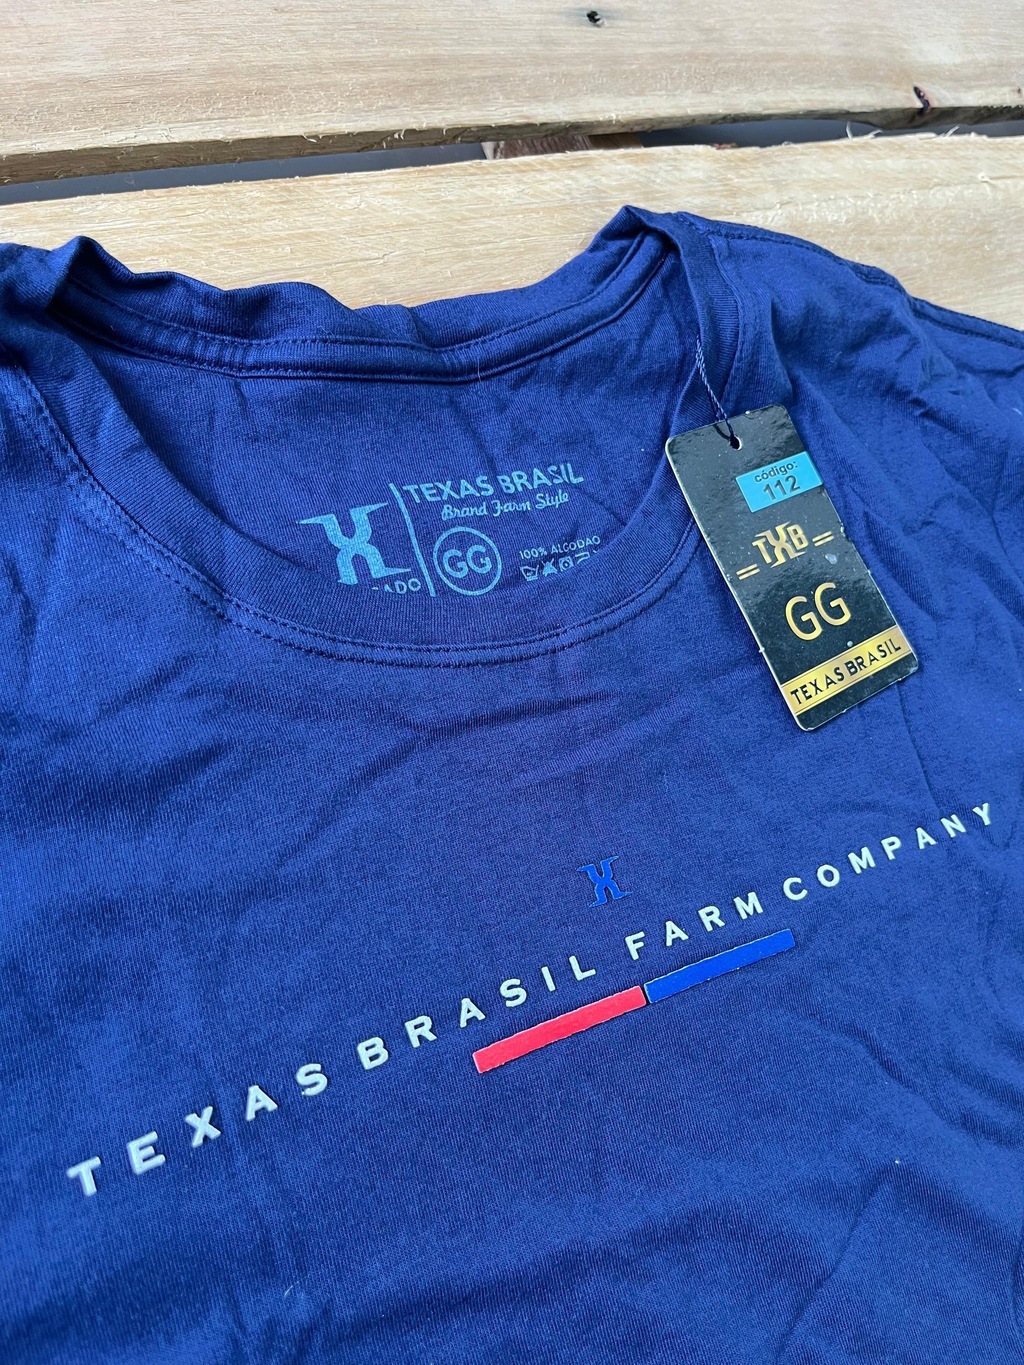 TEXAS BRASIL
Brand Farm Style
GG
100% ALGODAO
código:
112
TXB
GG
TEXAS BRASIL
X
TEXAS BRASIL FARM COMPANY